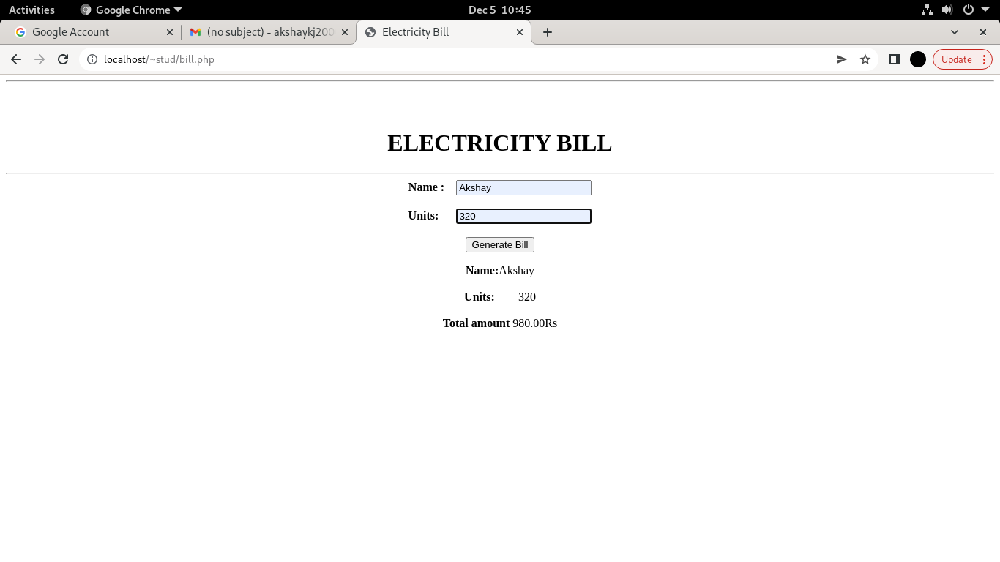 Activities Google Chrome Dec 5 10:45
Google Account (no subject) - akshaykj200 Electricity Bill
localhost/~stud/bill.php Update
ELECTRICITY BILL
Name : Akshay
Units: 320
Generate Bill
Name:Akshay
Units: 320
Total amount 980.00Rs